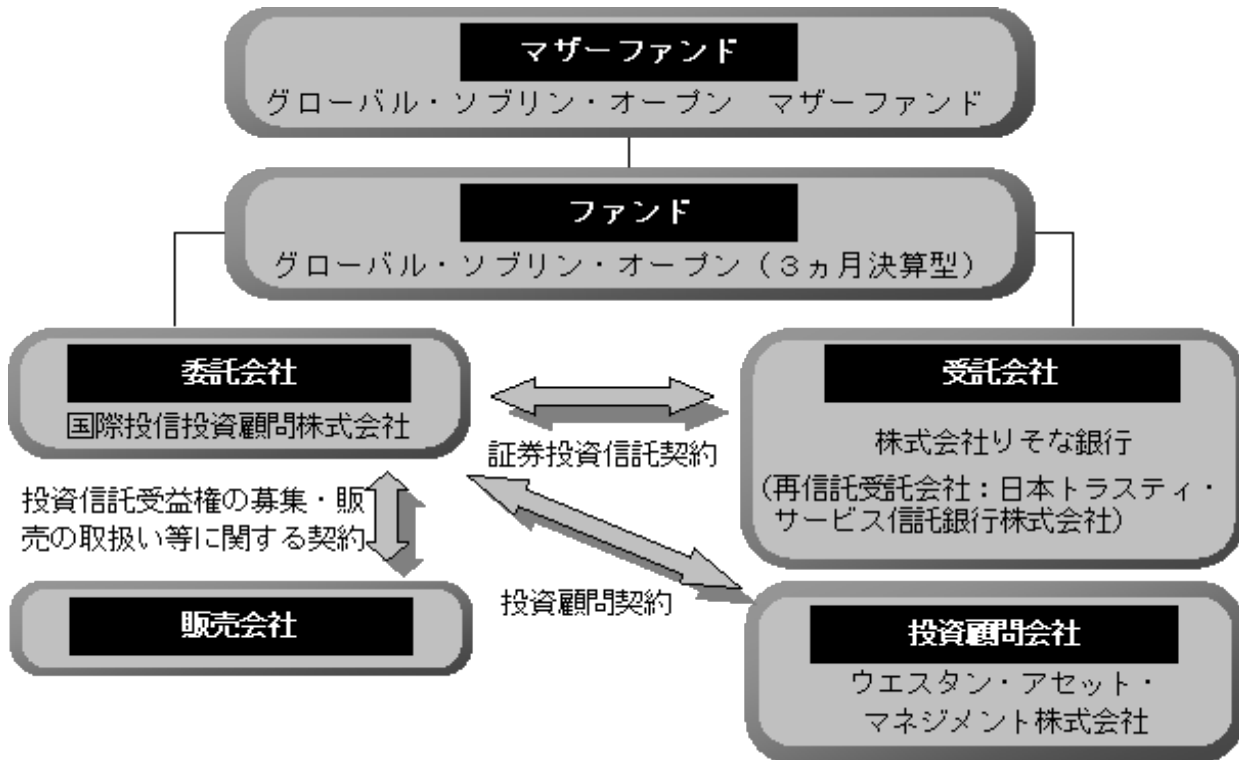 マザーファンド
グローバル・ソブリン・オープン　マザーファンド
ファンド
グローバル・ソブリン・オープン（３ヵ月決算型）
委託会社
国際投信投資顧問株式会社
受託会社
株式会社りそな銀行
（再信託受託会社：日本トラスティ・
サービス信託銀行株式会社）
証券投資信託契約
投資信託受益権の募集・販
売の取扱い等に関する契約
投資顧問契約
販売会社
投資顧問会社
ウエスタン・アセット・
マネジメント株式会社